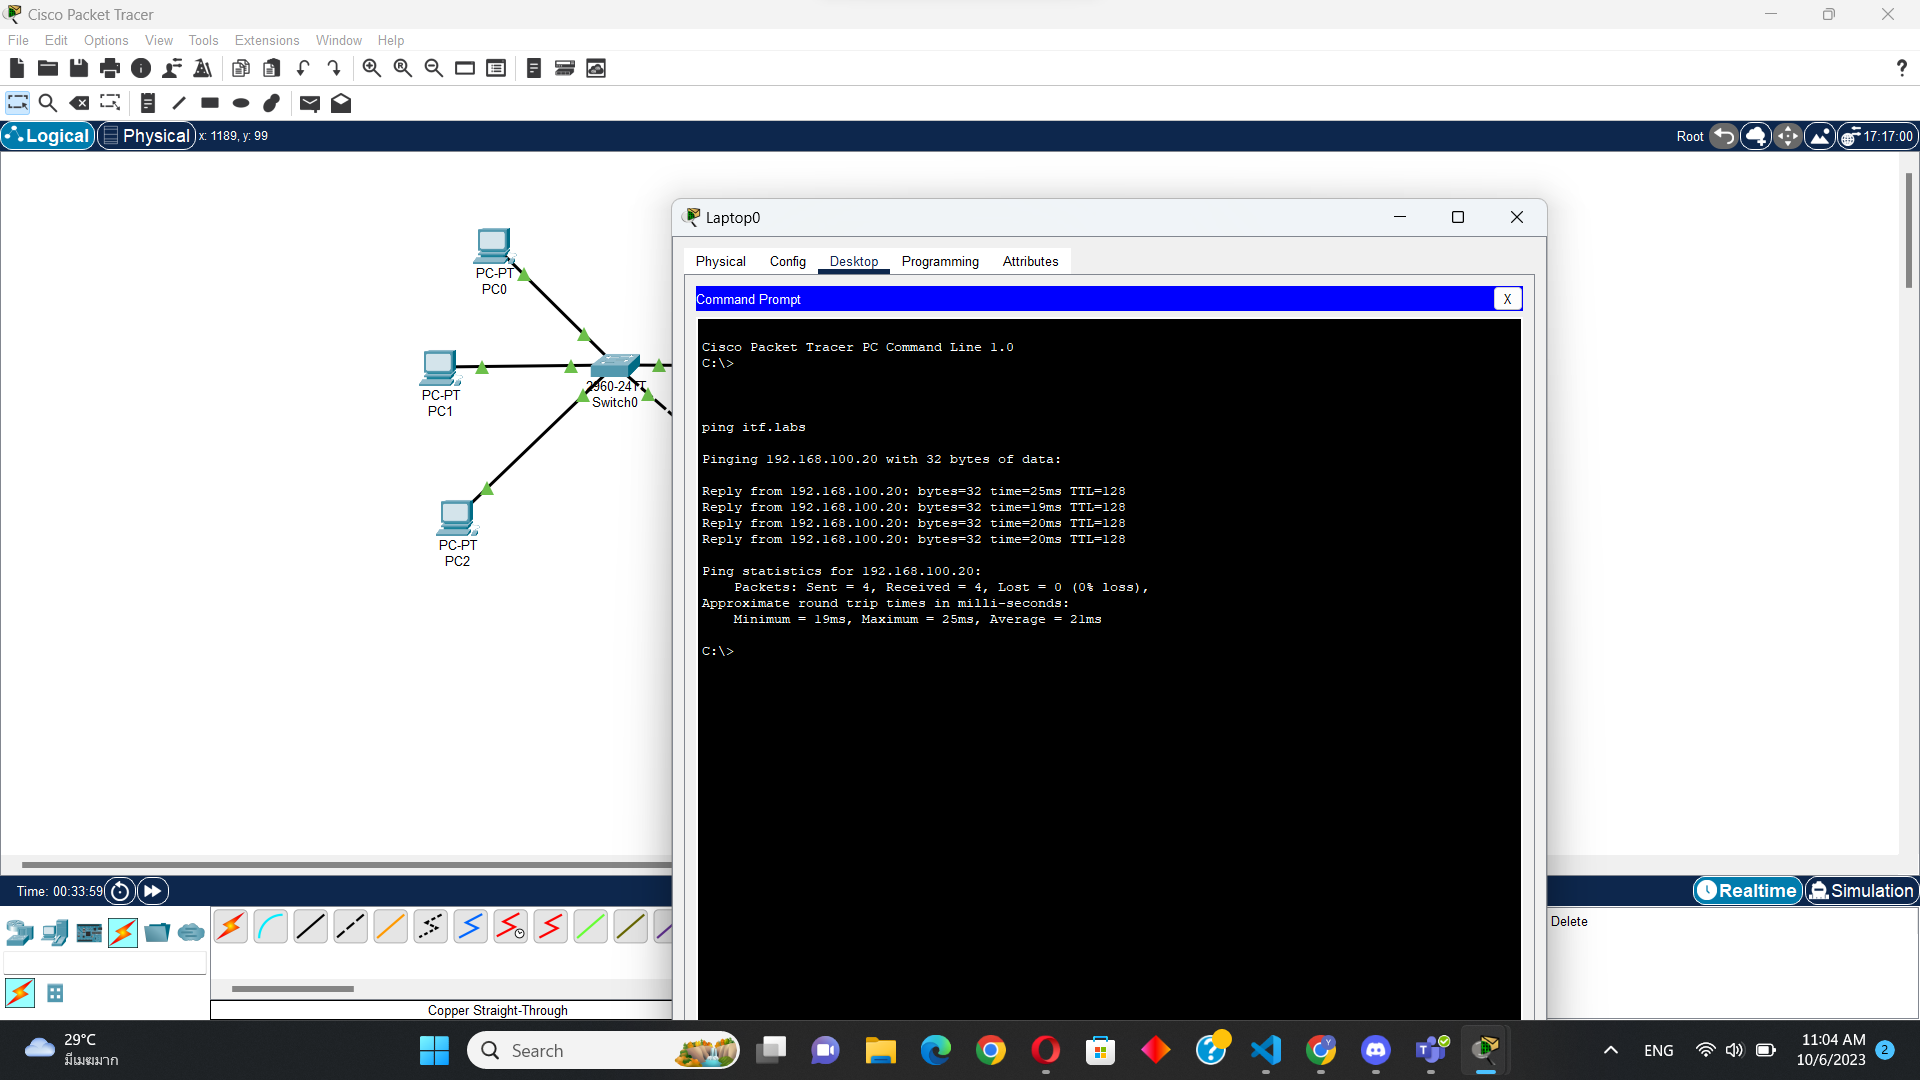 Cisco Packet Tracer
File Edit Options View Tools Extensions Window Help
Logical Physical x: 1189, y: 99 Root 17:17:00
Laptop0
Physical Config Desktop Programming Attributes
Command Prompt X
Cisco Packet Tracer PC Command Line 1.0
C:\>
ping itf.labs
Pinging 192.168.100.20 with 32 bytes of data:
Reply from 192.168.100.20: bytes=32 time=25ms TTL=128
Reply from 192.168.100.20: bytes=32 time=19ms TTL=128
Reply from 192.168.100.20: bytes=32 time=20ms TTL=128
Reply from 192.168.100.20: bytes=32 time=20ms TTL=128
Ping statistics for 192.168.100.20:
Packets: Sent = 4, Received = 4, Lost = 0 (0% loss),
Approximate round trip times in milli-seconds:
Minimum = 19ms, Maximum = 25ms, Average = 21ms
C:\>
PC-PT
PC0
PC-PT
PC1
2960-24TT
Switch0
PC-PT
PC2
Time: 00:33:59 Realtime Simulation
Delete
Copper Straight-Through
29°C
มีเมฆมาก
Search
ENG
11:04 AM
10/6/2023
2